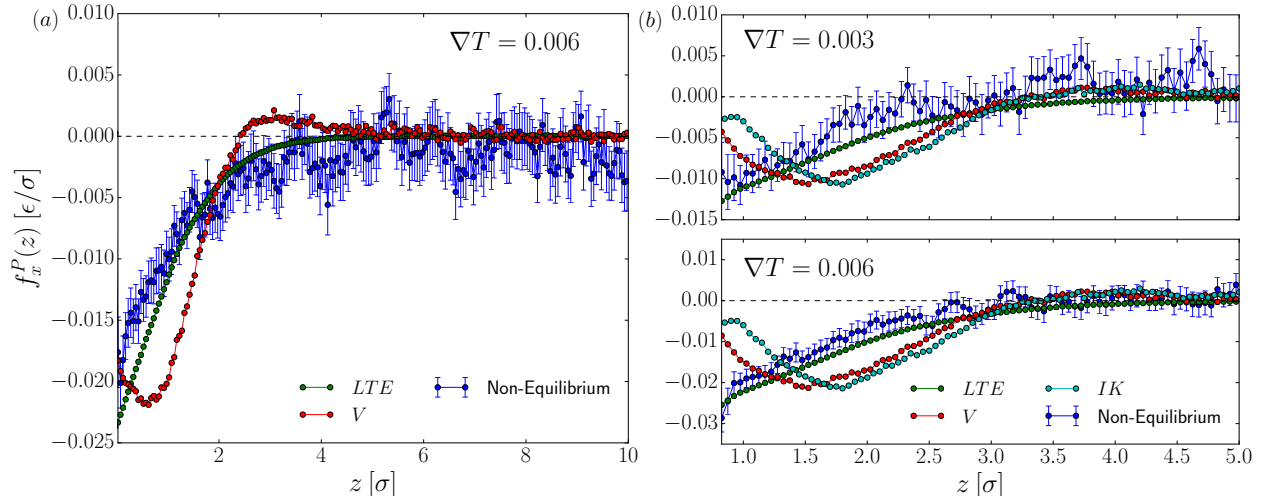 (a)
∇T = 0.006
0.010
0.005
0.000
−0.005
−0.010
−0.015
−0.020
−0.025
f_x^P(z) [ϵ/σ]
LTE
V
Non-Equilibrium
2
4
6
8
10
z [σ]
(b)
∇T = 0.003
0.005
0.000
−0.005
−0.010
−0.015
∇T = 0.006
0.01
0.00
−0.01
−0.02
−0.03
LTE
V
IK
Non-Equilibrium
1.0
1.5
2.0
2.5
3.0
3.5
4.0
4.5
5.0
z [σ]